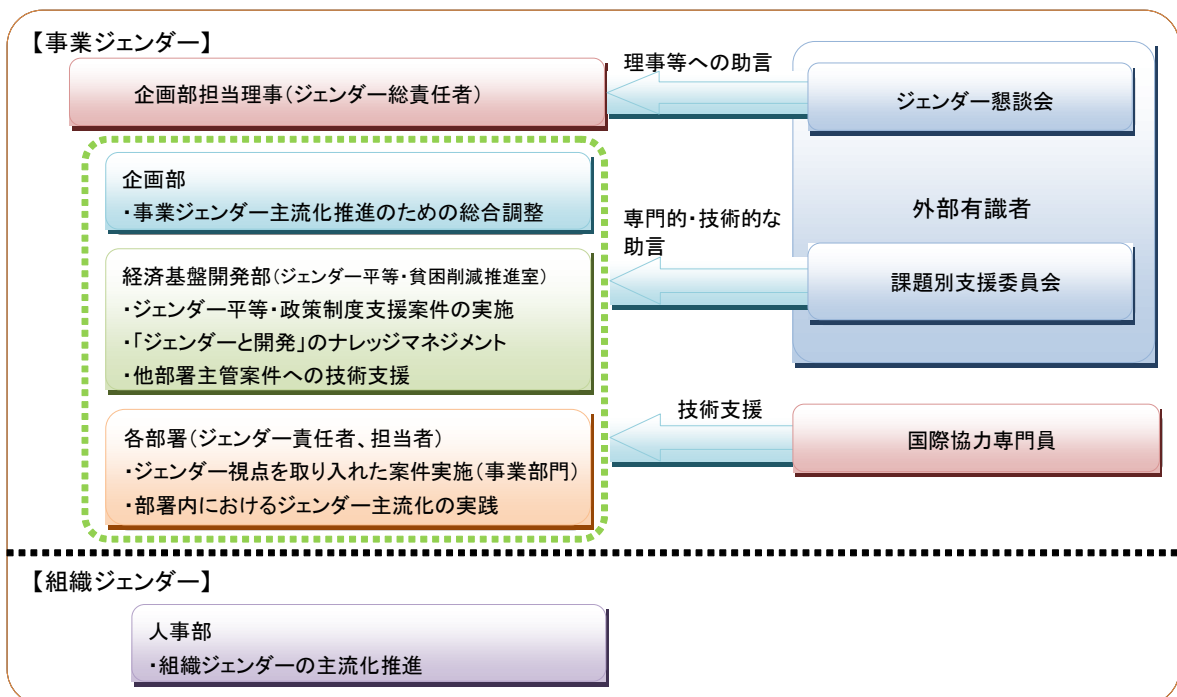 【事業ジェンダー】
企画部担当理事(ジェンダー総責任者)
理事等への助言
ジェンダー懇談会
企画部
・事業ジェンダー主流化推進のための総合調整
専門的・技術的な
助言
外部有識者
課題別支援委員会
経済基盤開発部(ジェンダー平等・貧困削減推進室)
・ジェンダー平等・政策制度支援案件の実施
・「ジェンダーと開発」のナレッジマネジメント
・他部署主管案件への技術支援
技術支援
国際協力専門員
各部署(ジェンダー責任者、担当者)
・ジェンダー視点を取り入れた案件実施(事業部門)
・部署内におけるジェンダー主流化の実践
【組織ジェンダー】
人事部
・組織ジェンダーの主流化推進